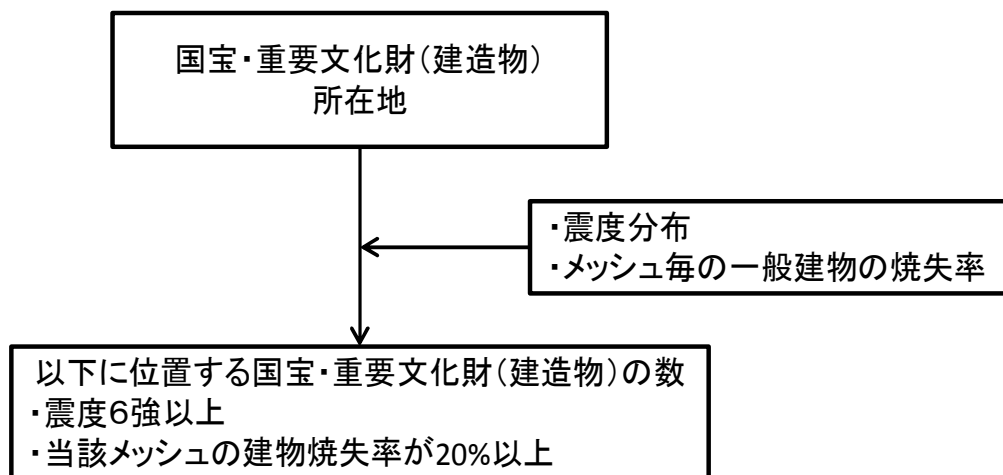 国宝・重要文化財（建造物）
所在地
・震度分布
・メッシュ毎の一般建物の焼失率
以下に位置する国宝・重要文化財（建造物）の数
・震度６強以上
・当該メッシュの建物焼失率が20%以上